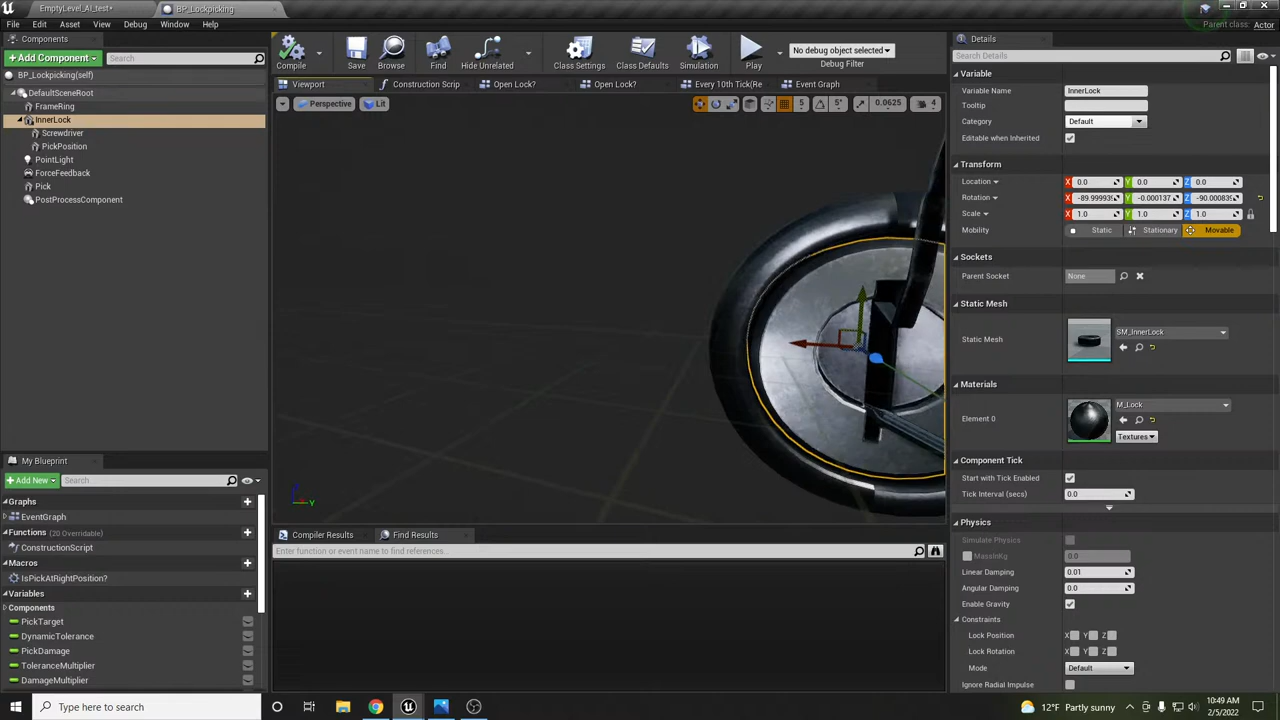 EmptyLevel_AI_test*
BP_Lockpicking
File Edit Asset View Debug Window Help
Parent class: Actor
Components
+ Add Component
Search
BP_Lockpicking(self)
DefaultSceneRoot
FrameRing
InnerLock
Screwdriver
PickPosition
PointLight
ForceFeedback
Pick
PostProcessComponent
My Blueprint
+ Add New
Search
Graphs
EventGraph
Functions (20 Overridable)
ConstructionScript
Macros
IsPickAtRightPosition?
Variables
Components
PickTarget
DynamicTolerance
PickDamage
ToleranceMultiplier
DamageMultiplier
Compile
Save
Browse
Find
Hide Unrelated
Class Settings
Class Defaults
Simulation
Play
No debug object selected
Debug Filter
Viewport
Construction Scrip
Open Lock?
Open Lock?
Every 10th Tick(Re
Event Graph
Perspective
Lit
5
5°
0.0625
4
Y
Compiler Results
Find Results
Enter function or event name to find references...
Details
Search Details
Variable
Variable Name InnerLock
Tooltip
Category Default
Editable when Inherited
Transform
Location X 0.0 Y 0.0 Z 0.0
Rotation X -89.99993 Y -0.000137 Z -90.00083
Scale X 1.0 Y 1.0 Z 1.0
Mobility Static Stationary Movable
Sockets
Parent Socket None
Static Mesh
Static Mesh SM_InnerLock
Materials
Element 0 M_Lock
Textures
Component Tick
Start with Tick Enabled
Tick Interval (secs) 0.0
Physics
Simulate Physics
MassInKg 0.0
Linear Damping 0.01
Angular Damping 0.0
Enable Gravity
Constraints
Lock Position X Y Z
Lock Rotation X Y Z
Mode Default
Ignore Radial Impulse
Type here to search
12°F Partly sunny
10:49 AM
2/5/2022